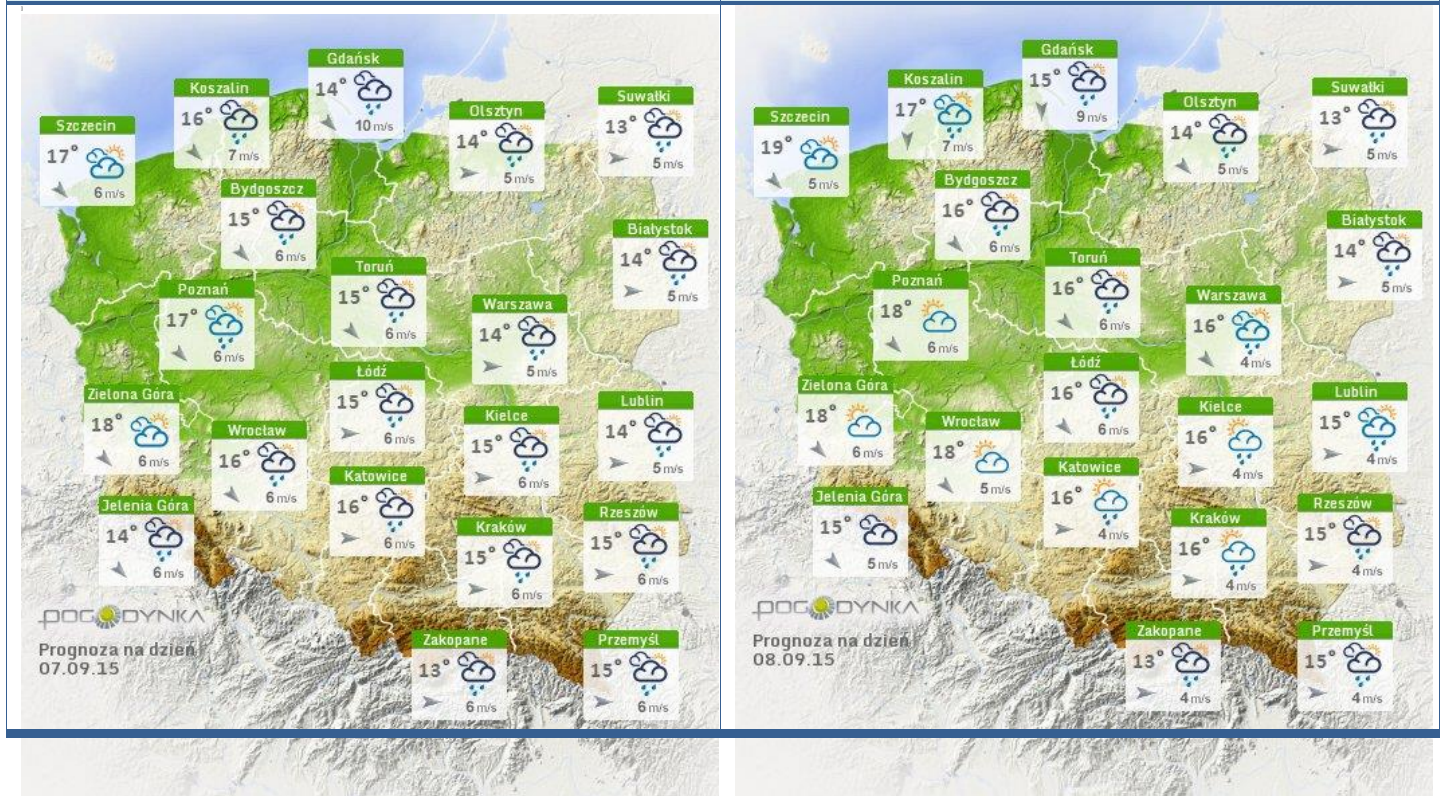 Gdańsk
14°
10 m/s
Koszalin
16°
7 m/s
Szczecin
17°
6 m/s
Olsztyn
14°
5 m/s
Suwałki
13°
5 m/s
Bydgoszcz
15°
6 m/s
Białystok
14°
5 m/s
Toruń
15°
6 m/s
Poznań
17°
6 m/s
Warszawa
14°
5 m/s
Łódź
15°
6 m/s
Zielona Góra
18°
6 m/s
Wrocław
16°
6 m/s
Kielce
15°
6 m/s
Lublin
14°
5 m/s
Katowice
16°
6 m/s
Jelenia Góra
14°
6 m/s
Kraków
15°
6 m/s
Rzeszów
15°
6 m/s
Zakopane
13°
6 m/s
Przemyśl
15°
6 m/s
POGODYNKA
Prognoza na dzień
07.09.15
Gdańsk
15°
9 m/s
Koszalin
17°
7 m/s
Szczecin
19°
5 m/s
Olsztyn
14°
5 m/s
Suwałki
13°
5 m/s
Bydgoszcz
16°
6 m/s
Białystok
14°
5 m/s
Toruń
16°
6 m/s
Poznań
18°
6 m/s
Warszawa
16°
4 m/s
Łódź
16°
6 m/s
Zielona Góra
18°
6 m/s
Wrocław
18°
5 m/s
Kielce
16°
4 m/s
Lublin
15°
4 m/s
Katowice
16°
4 m/s
Jelenia Góra
15°
5 m/s
Kraków
16°
4 m/s
Rzeszów
15°
4 m/s
Zakopane
13°
4 m/s
Przemyśl
15°
4 m/s
POGODYNKA
Prognoza na dzień
08.09.15